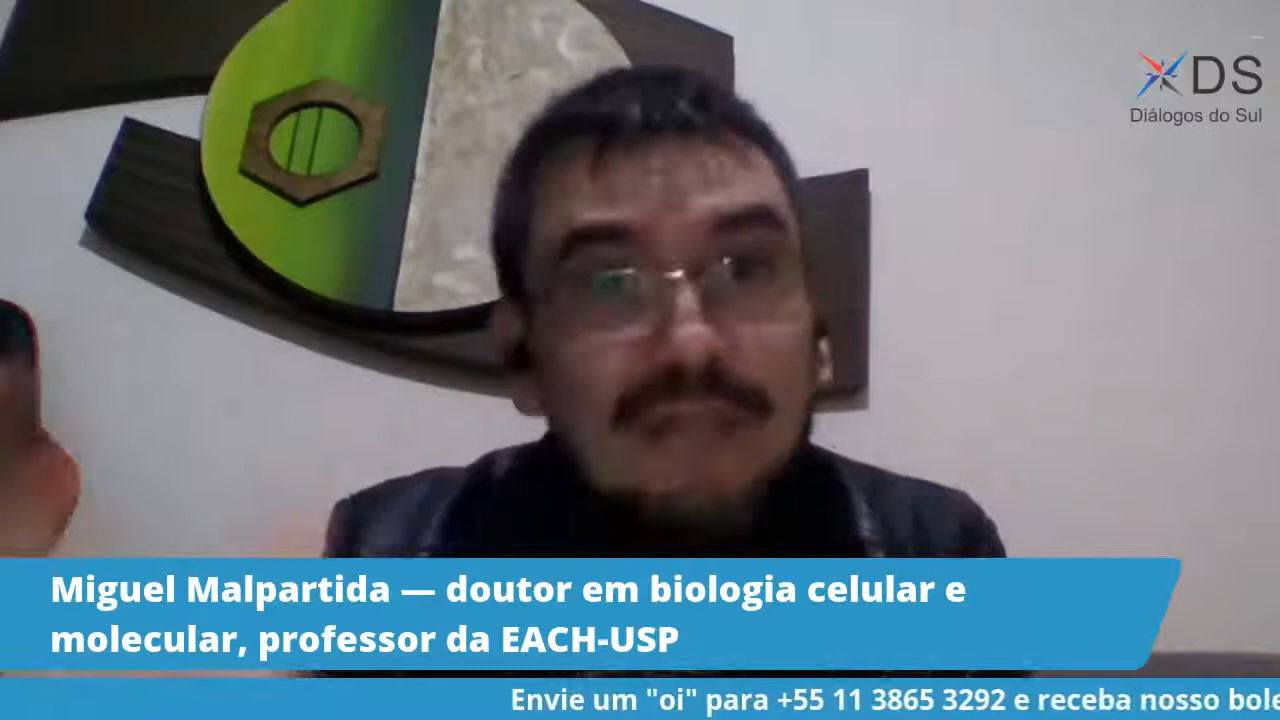 DS
Diálogos do Sul
Miguel Malpartida — doutor em biologia celular e
molecular, professor da EACH-USP
Envie um "oi" para +55 11 3865 3292 e receba nosso bole